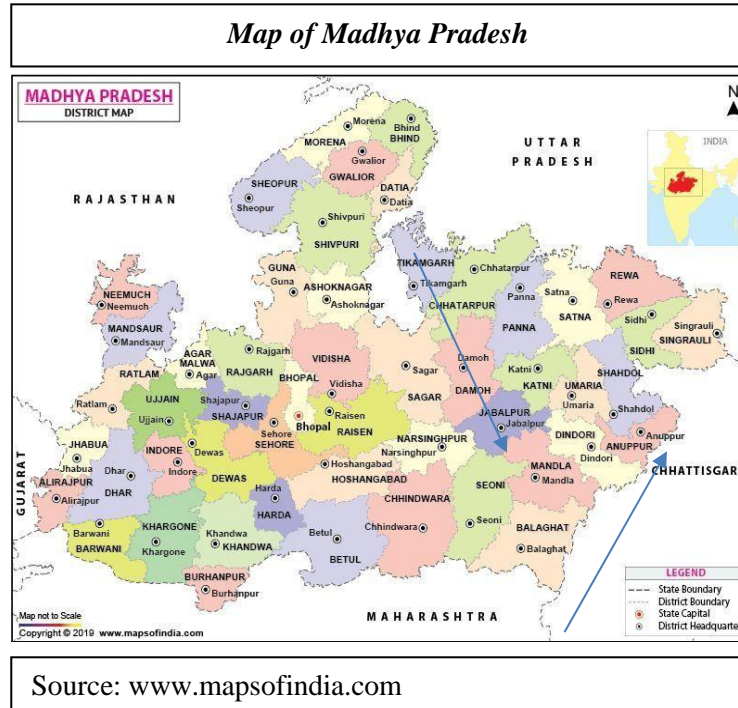 Map of Madhya Pradesh
MADHYA PRADESH
DISTRICT MAP
N
INDIA
UTTAR
PRADESH
RAJASTHAN
GUJARAT
MAHARASHTRA
CHHATTISGAR
Morena
MORENA
Bhind
BHIND
Gwalior
GWALIOR
SHEOPUR
Sheopur
DATIA
Datia
Shivpuri
SHIVPURI
TIKAMGARH
Tikamgarh
Chhatarpur
CHHATARPUR
GUNA
Guna
ASHOKNAGAR
Ashoknagar
Panna
PANNA
Satna
SATNA
REWA
Rewa
Sidhi
SIDHI
Singrauli
SINGRAULI
NEEMUCH
Neemuch
MANDSAUR
Mandsaur
AGAR
MALWA
Agar
Rajgarh
RAJGARH
BHOPAL
Bhopal
VIDISHA
Vidisha
Sagar
SAGAR
Damoh
DAMOH
Katni
KATNI
UMARIA
Umaria
SHAHDOL
Shahdol
RATLAM
Ratlam
UJJAIN
Ujjain
Shajapur
SHAJAPUR
Sehore
SEHORE
Raisen
RAISEN
NARSINGHPUR
Narsinghpur
JABALPUR
Jabalpur
DINDORI
Dindori
Anuppur
ANUPPUR
JHABUA
Jhabua
ALIRAJPUR
Alirajpur
Dhar
DHAR
INDORE
Indore
Dewas
DEWAS
Hoshangabad
HOSHANGABAD
Harda
HARDA
CHHINDWARA
Chhindwara
SEONI
Seoni
MANDLA
Mandla
BALAGHAT
Balaghat
Barwani
BARWANI
KHARGONE
Khargone
Khandwa
KHANDWA
Betul
BETUL
BURHANPUR
Burhanpur
LEGEND
State Boundary
District Boundary
State Capital
District Headquarte
Map not to Scale
Copyright © 2019 www.mapsofindia.com
Source: www.mapsofindia.com